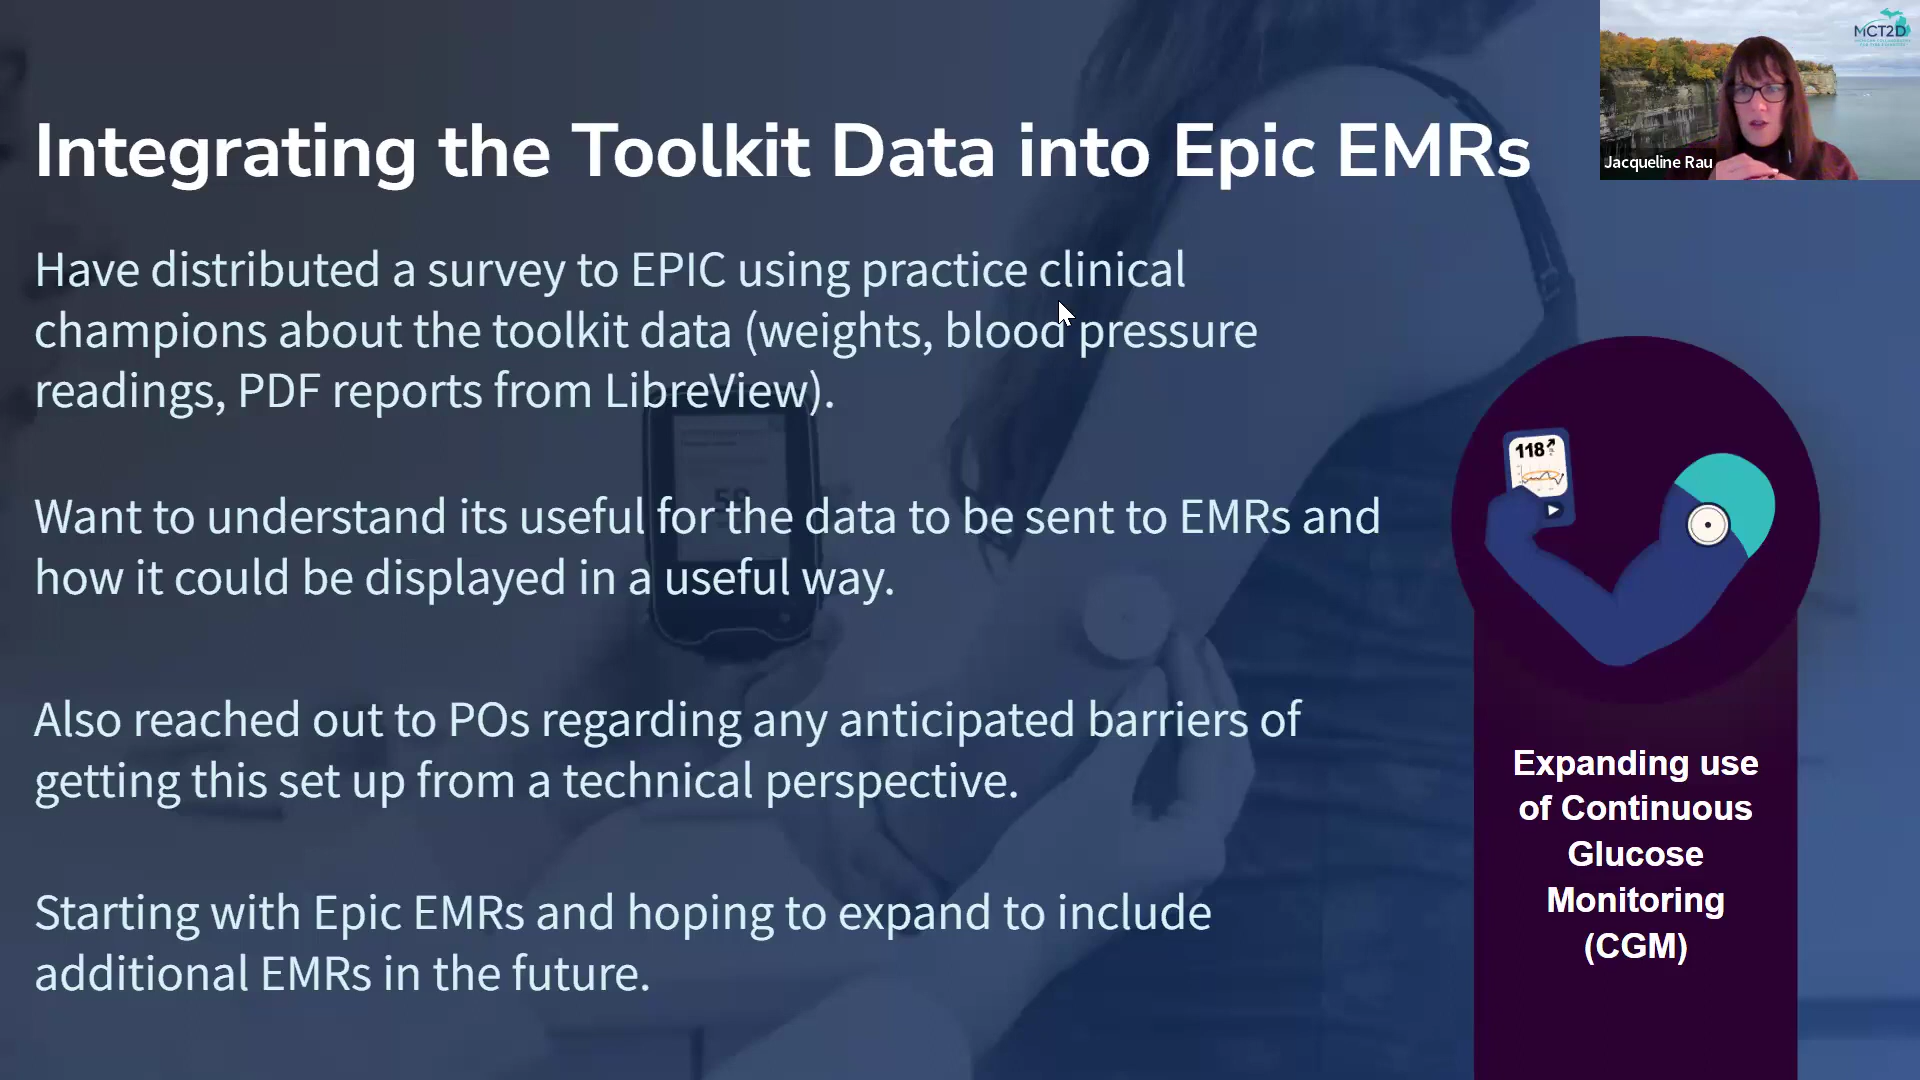 MCT2D
Jacqueline Rau
Integrating the Toolkit Data into Epic EMRs
Have distributed a survey to EPIC using practice clinical
champions about the toolkit data (weights, blood pressure
readings, PDF reports from LibreView).
Want to understand its useful for the data to be sent to EMRs and
how it could be displayed in a useful way.
Also reached out to POs regarding any anticipated barriers of
getting this set up from a technical perspective.
Starting with Epic EMRs and hoping to expand to include
additional EMRs in the future.
118
Expanding use
of Continuous
Glucose
Monitoring
(CGM)